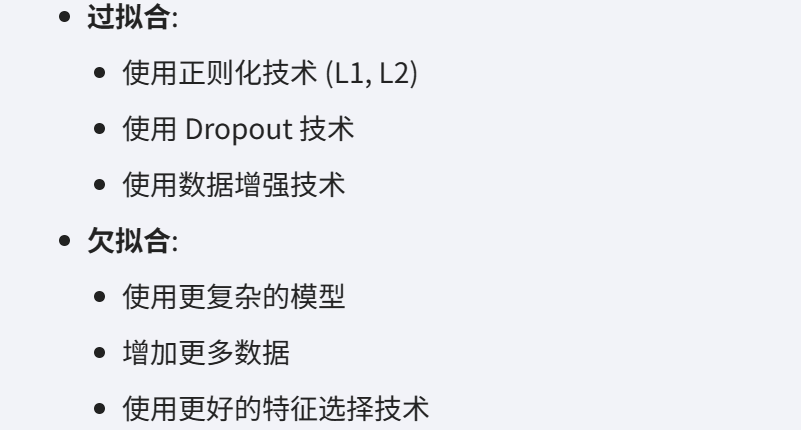 • 过拟合:
• 使用正则化技术 (L1, L2)
• 使用 Dropout 技术
• 使用数据增强技术
• 欠拟合:
• 使用更复杂的模型
• 增加更多数据
• 使用更好的特征选择技术